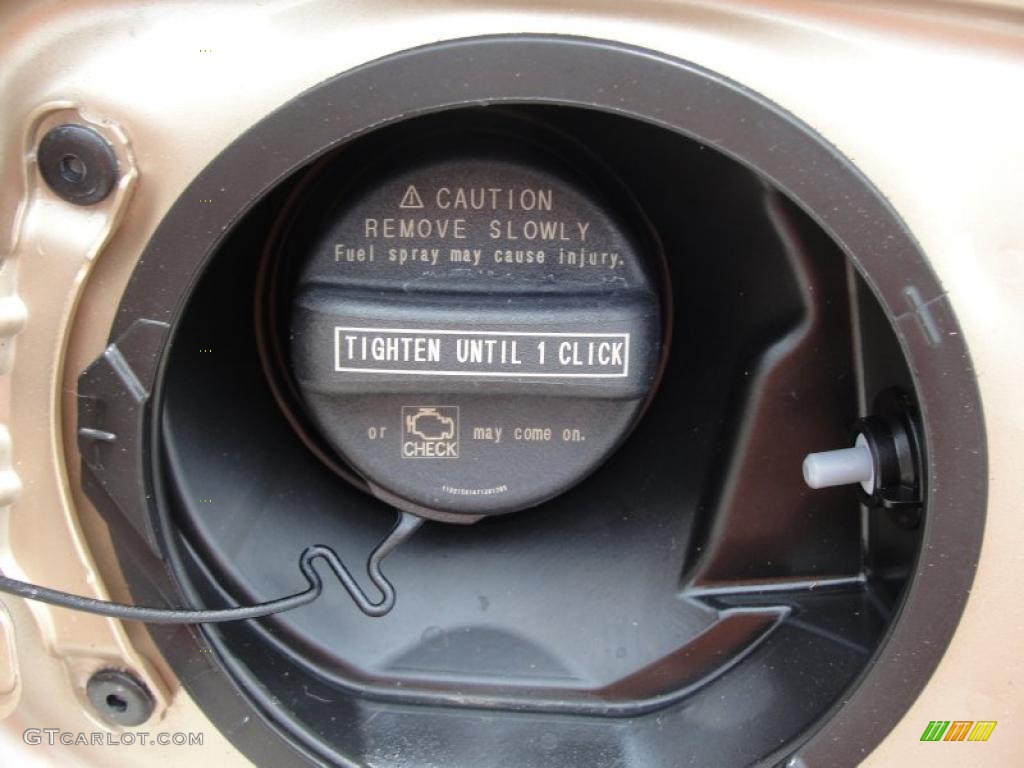 ⚠ CAUTION
REMOVE SLOWLY
Fuel spray may cause injury.
TIGHTEN UNTIL 1 CLICK
or CHECK may come on.
GTCARLOT.COM